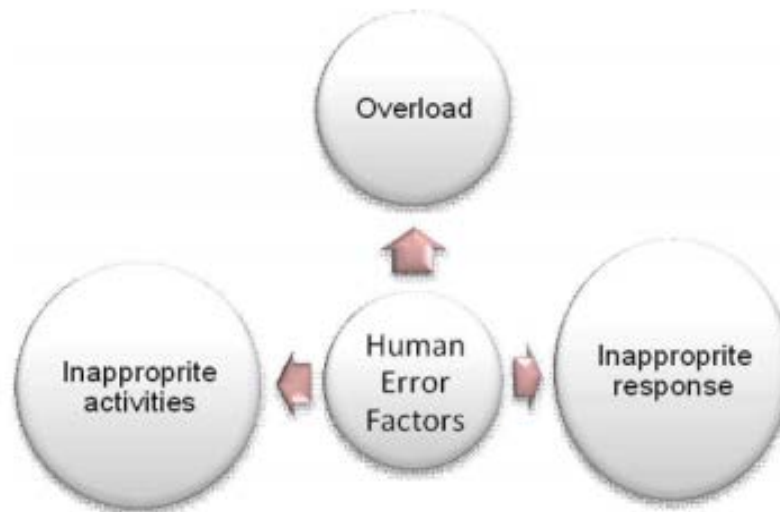 Overload
Inapproprite
activities
Human
Error
Factors
Inapproprite
response